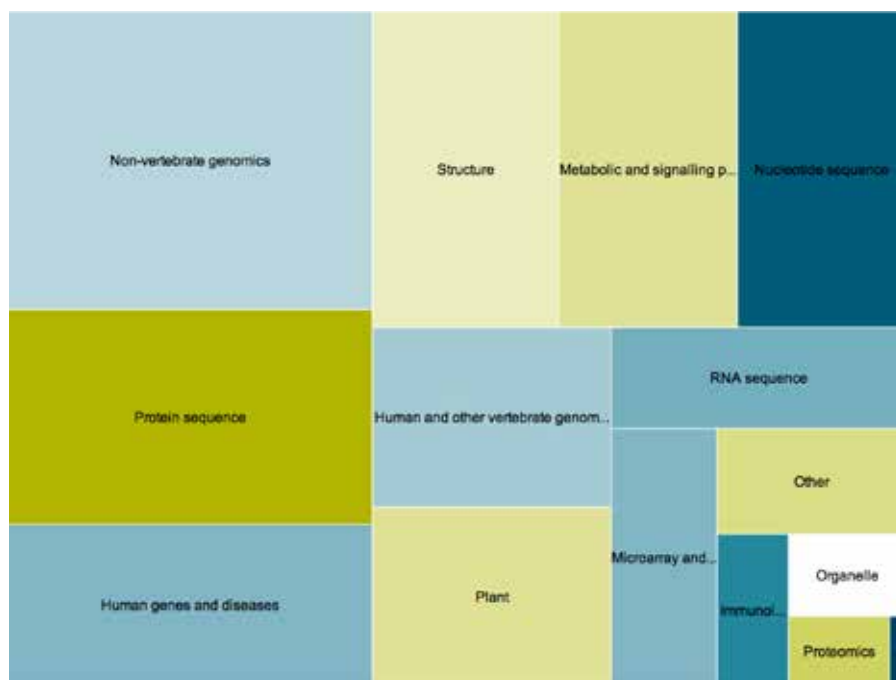 Non-vertebrate genomics
Structure
Metabolic and signalling p...
Nucleotide sequence
Protein sequence
Human and other vertebrate genom...
RNA sequence
Other
Microarray and...
Organelle
Plant
Human genes and diseases
Immunol...
Proteomics